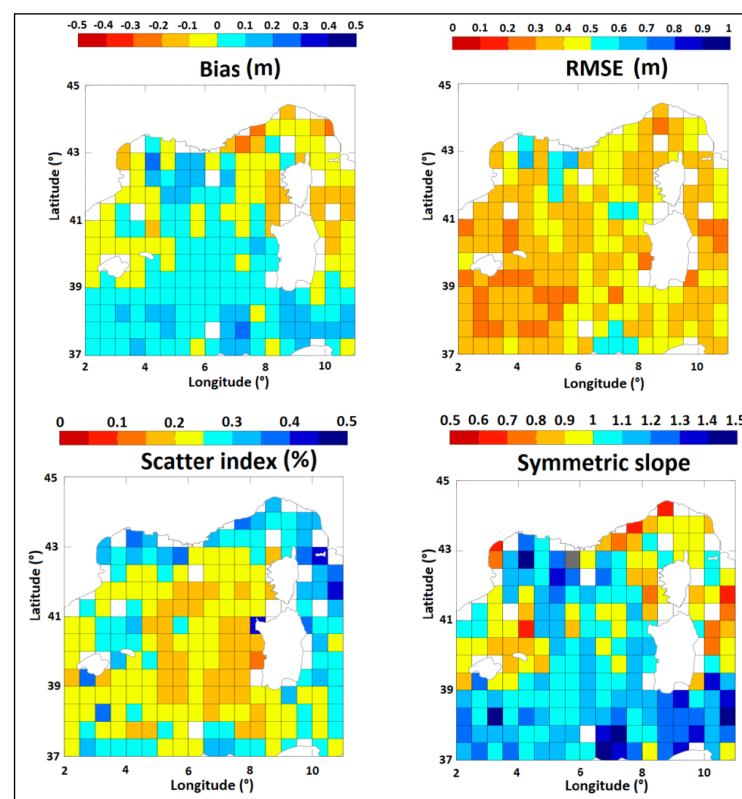 -0.5 -0.4 -0.3 -0.2 -0.1 0 0.1 0.2 0.3 0.4 0.5
Bias (m)
45
43
41
39
37
Latitude (°)
2 4 6 8 10
Longitude (°)
0 0.1 0.2 0.3 0.4 0.5 0.6 0.7 0.8 0.9 1
RMSE (m)
45
43
41
39
37
Latitude (°)
2 4 6 8 10
Longitude (°)
0 0.1 0.2 0.3 0.4 0.5
Scatter index (%)
45
43
41
39
37
Latitude (°)
2 4 6 8 10
Longitude (°)
0.5 0.6 0.7 0.8 0.9 1 1.1 1.2 1.3 1.4 1.5
Symmetric slope
45
43
41
39
37
Latitude (°)
2 4 6 8 10
Longitude (°)